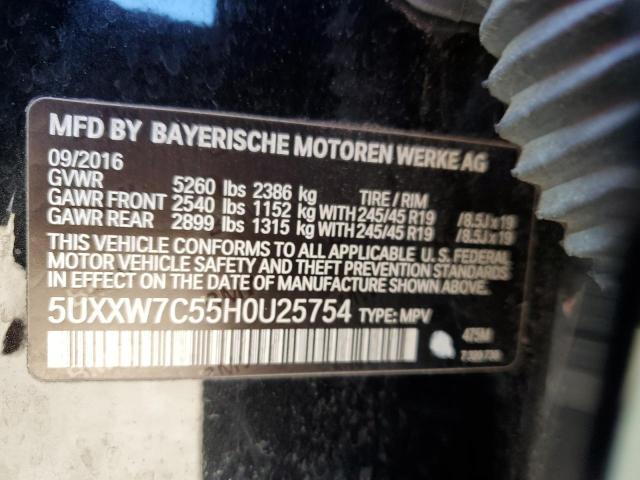 MFD BY BAYERISCHE MOTOREN WERKE AG
09/2016
GVWR 5260 lbs 2386 kg TIRE / RIM
GAWR FRONT 2540 lbs 1152 kg WITH 245/45 R19 /8.5J x 19
GAWR REAR 2899 lbs 1315 kg WITH 245/45 R19 /8.5J x 19
THIS VEHICLE CONFORMS TO ALL APPLICABLE U.S. FEDERAL
MOTOR VEHICLE SAFETY AND THEFT PREVENTION STANDARDS
IN EFFECT ON THE DATE OF MANUFACTURE SHOWN ABOVE.
5UXXW7C55H0U25754 TYPE: MPV
475M